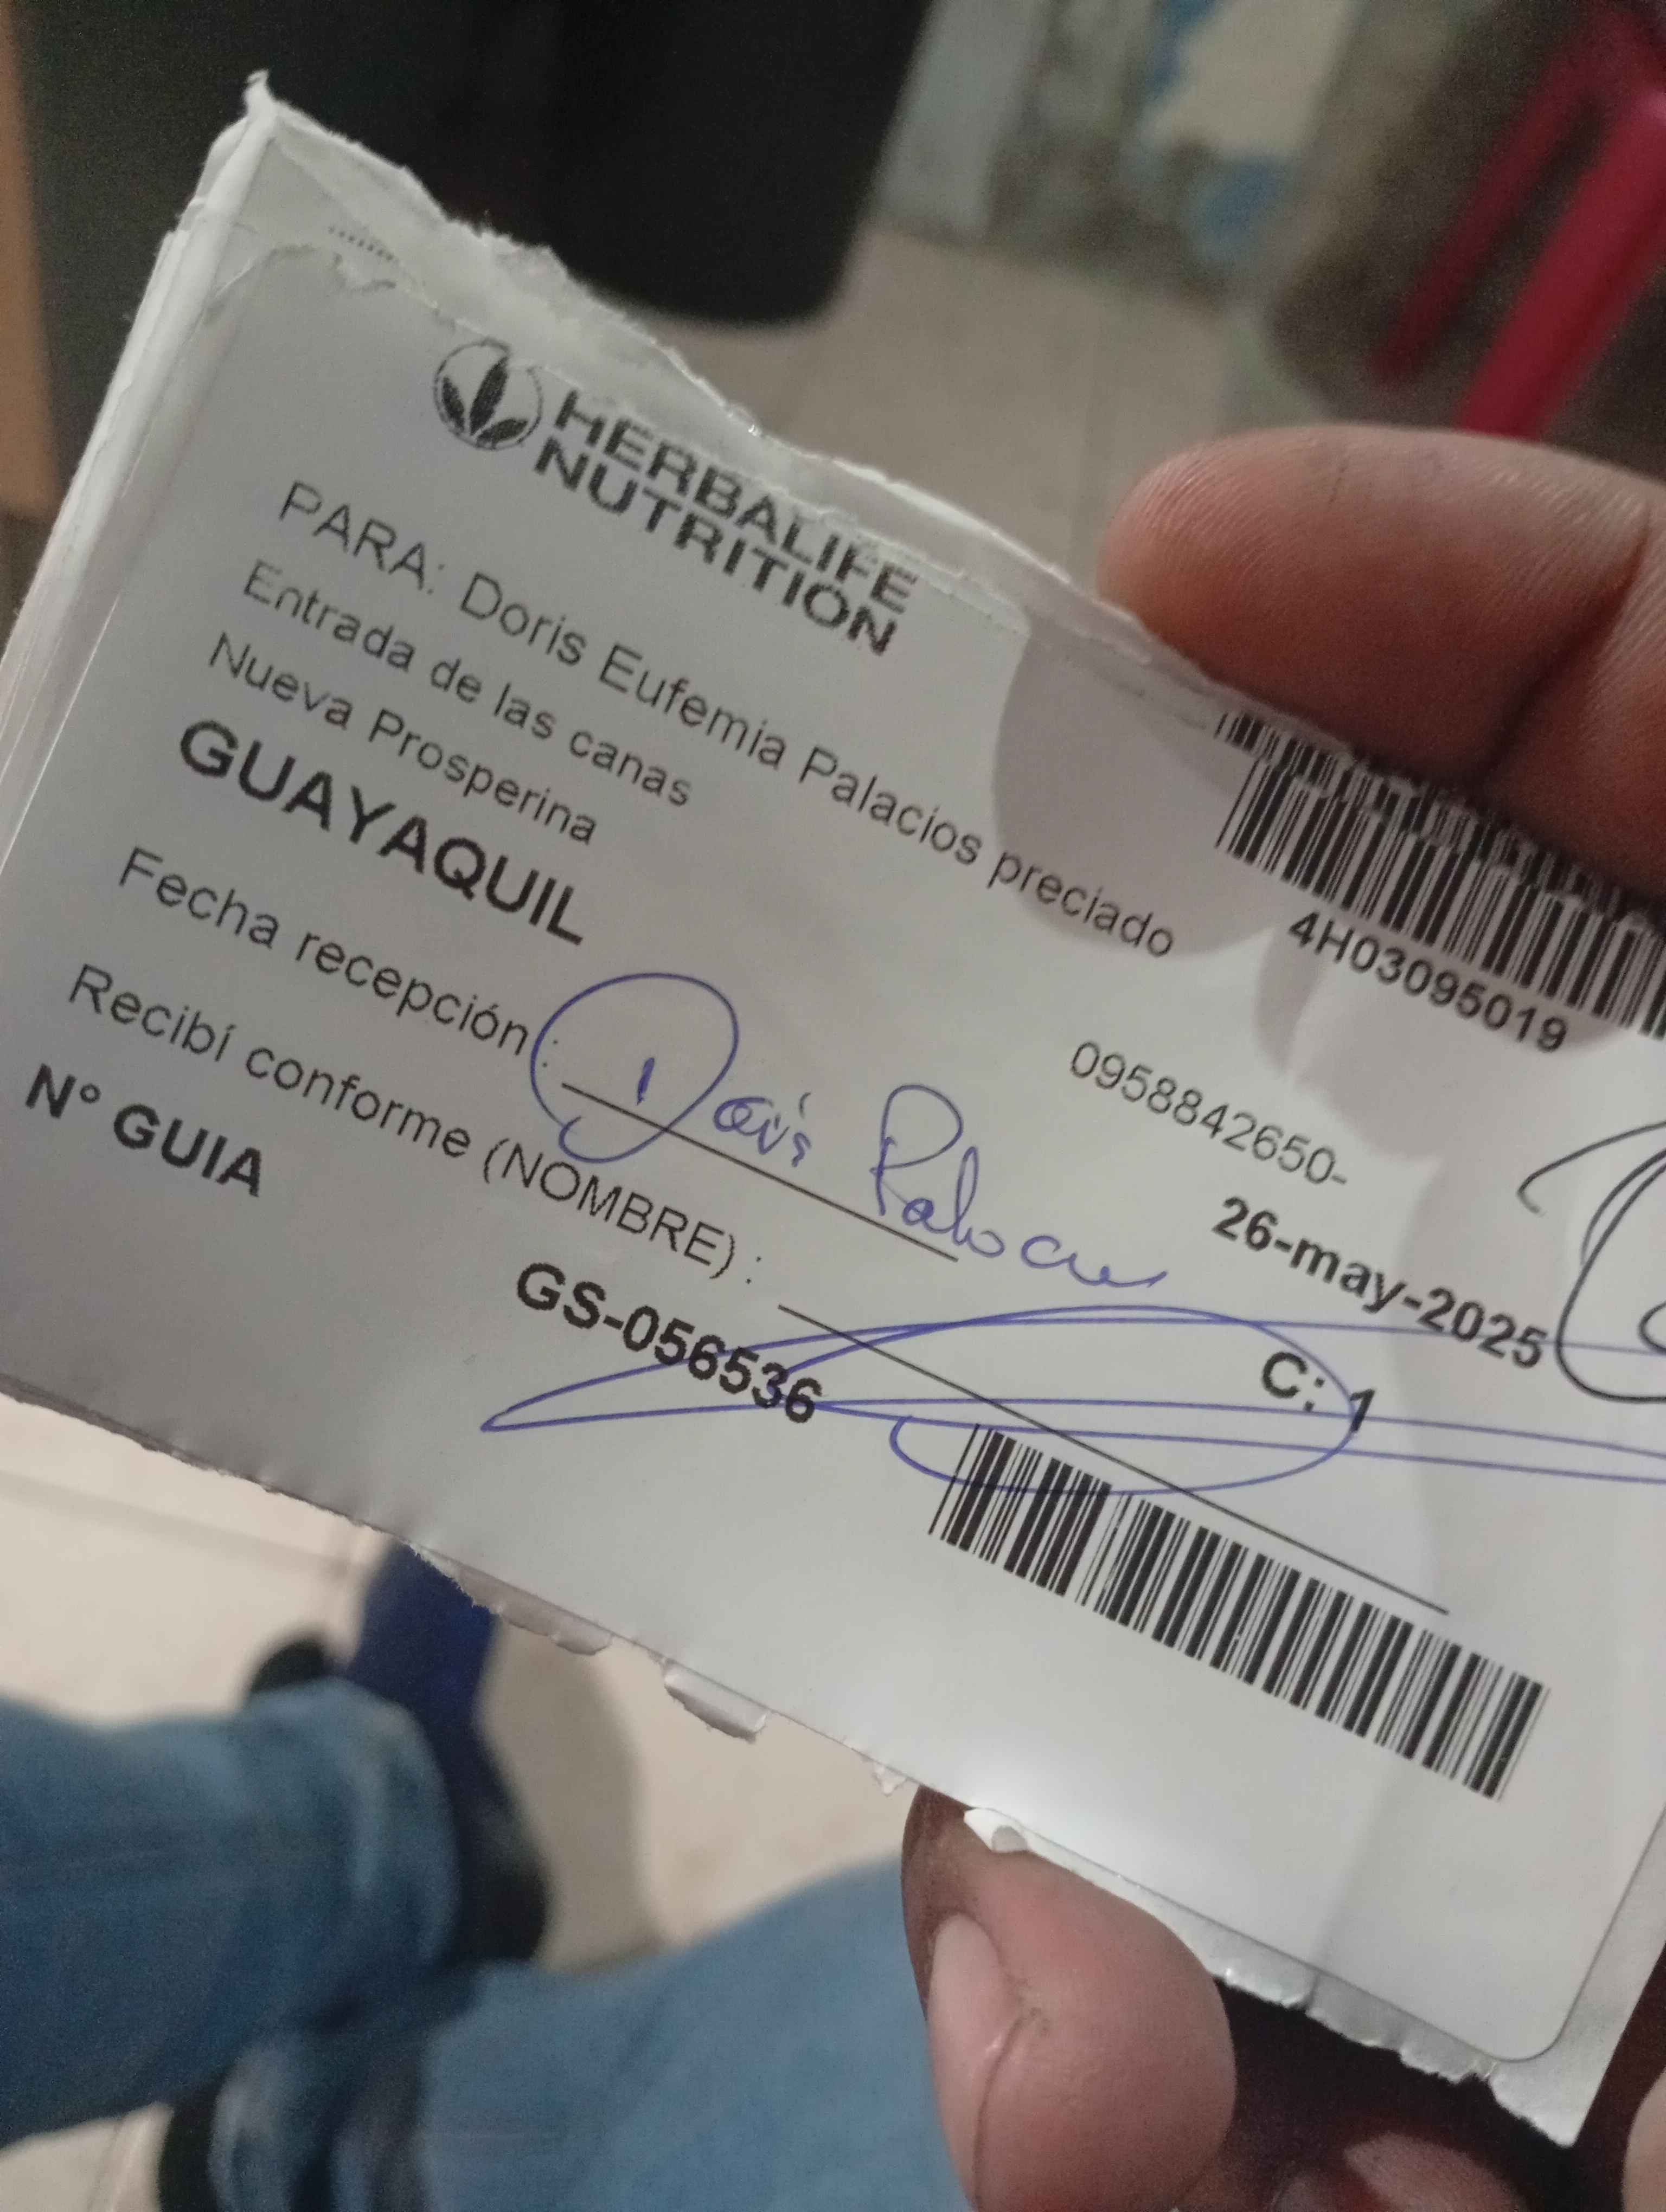 HERBALIFE
NUTRITION
4H03095019
PARA: Doris Eufemia Palacios preciado
Entrada de las canas
Nueva Prosperina
GUAYAQUIL
0958842650-
Fecha recepción : Doris Palacios
26-may-2025
Recibí conforme (NOMBRE) :
N° GUIA GS-056536 C: 1